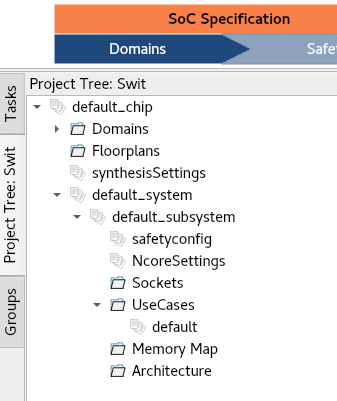 SoC Specification
Domains
Safe
Project Tree: Swit
Tasks
Project Tree: Swit
Groups
default_chip
Domains
Floorplans
synthesisSettings
default_system
default_subsystem
safetyconfig
NcoreSettings
Sockets
UseCases
default
Memory Map
Architecture